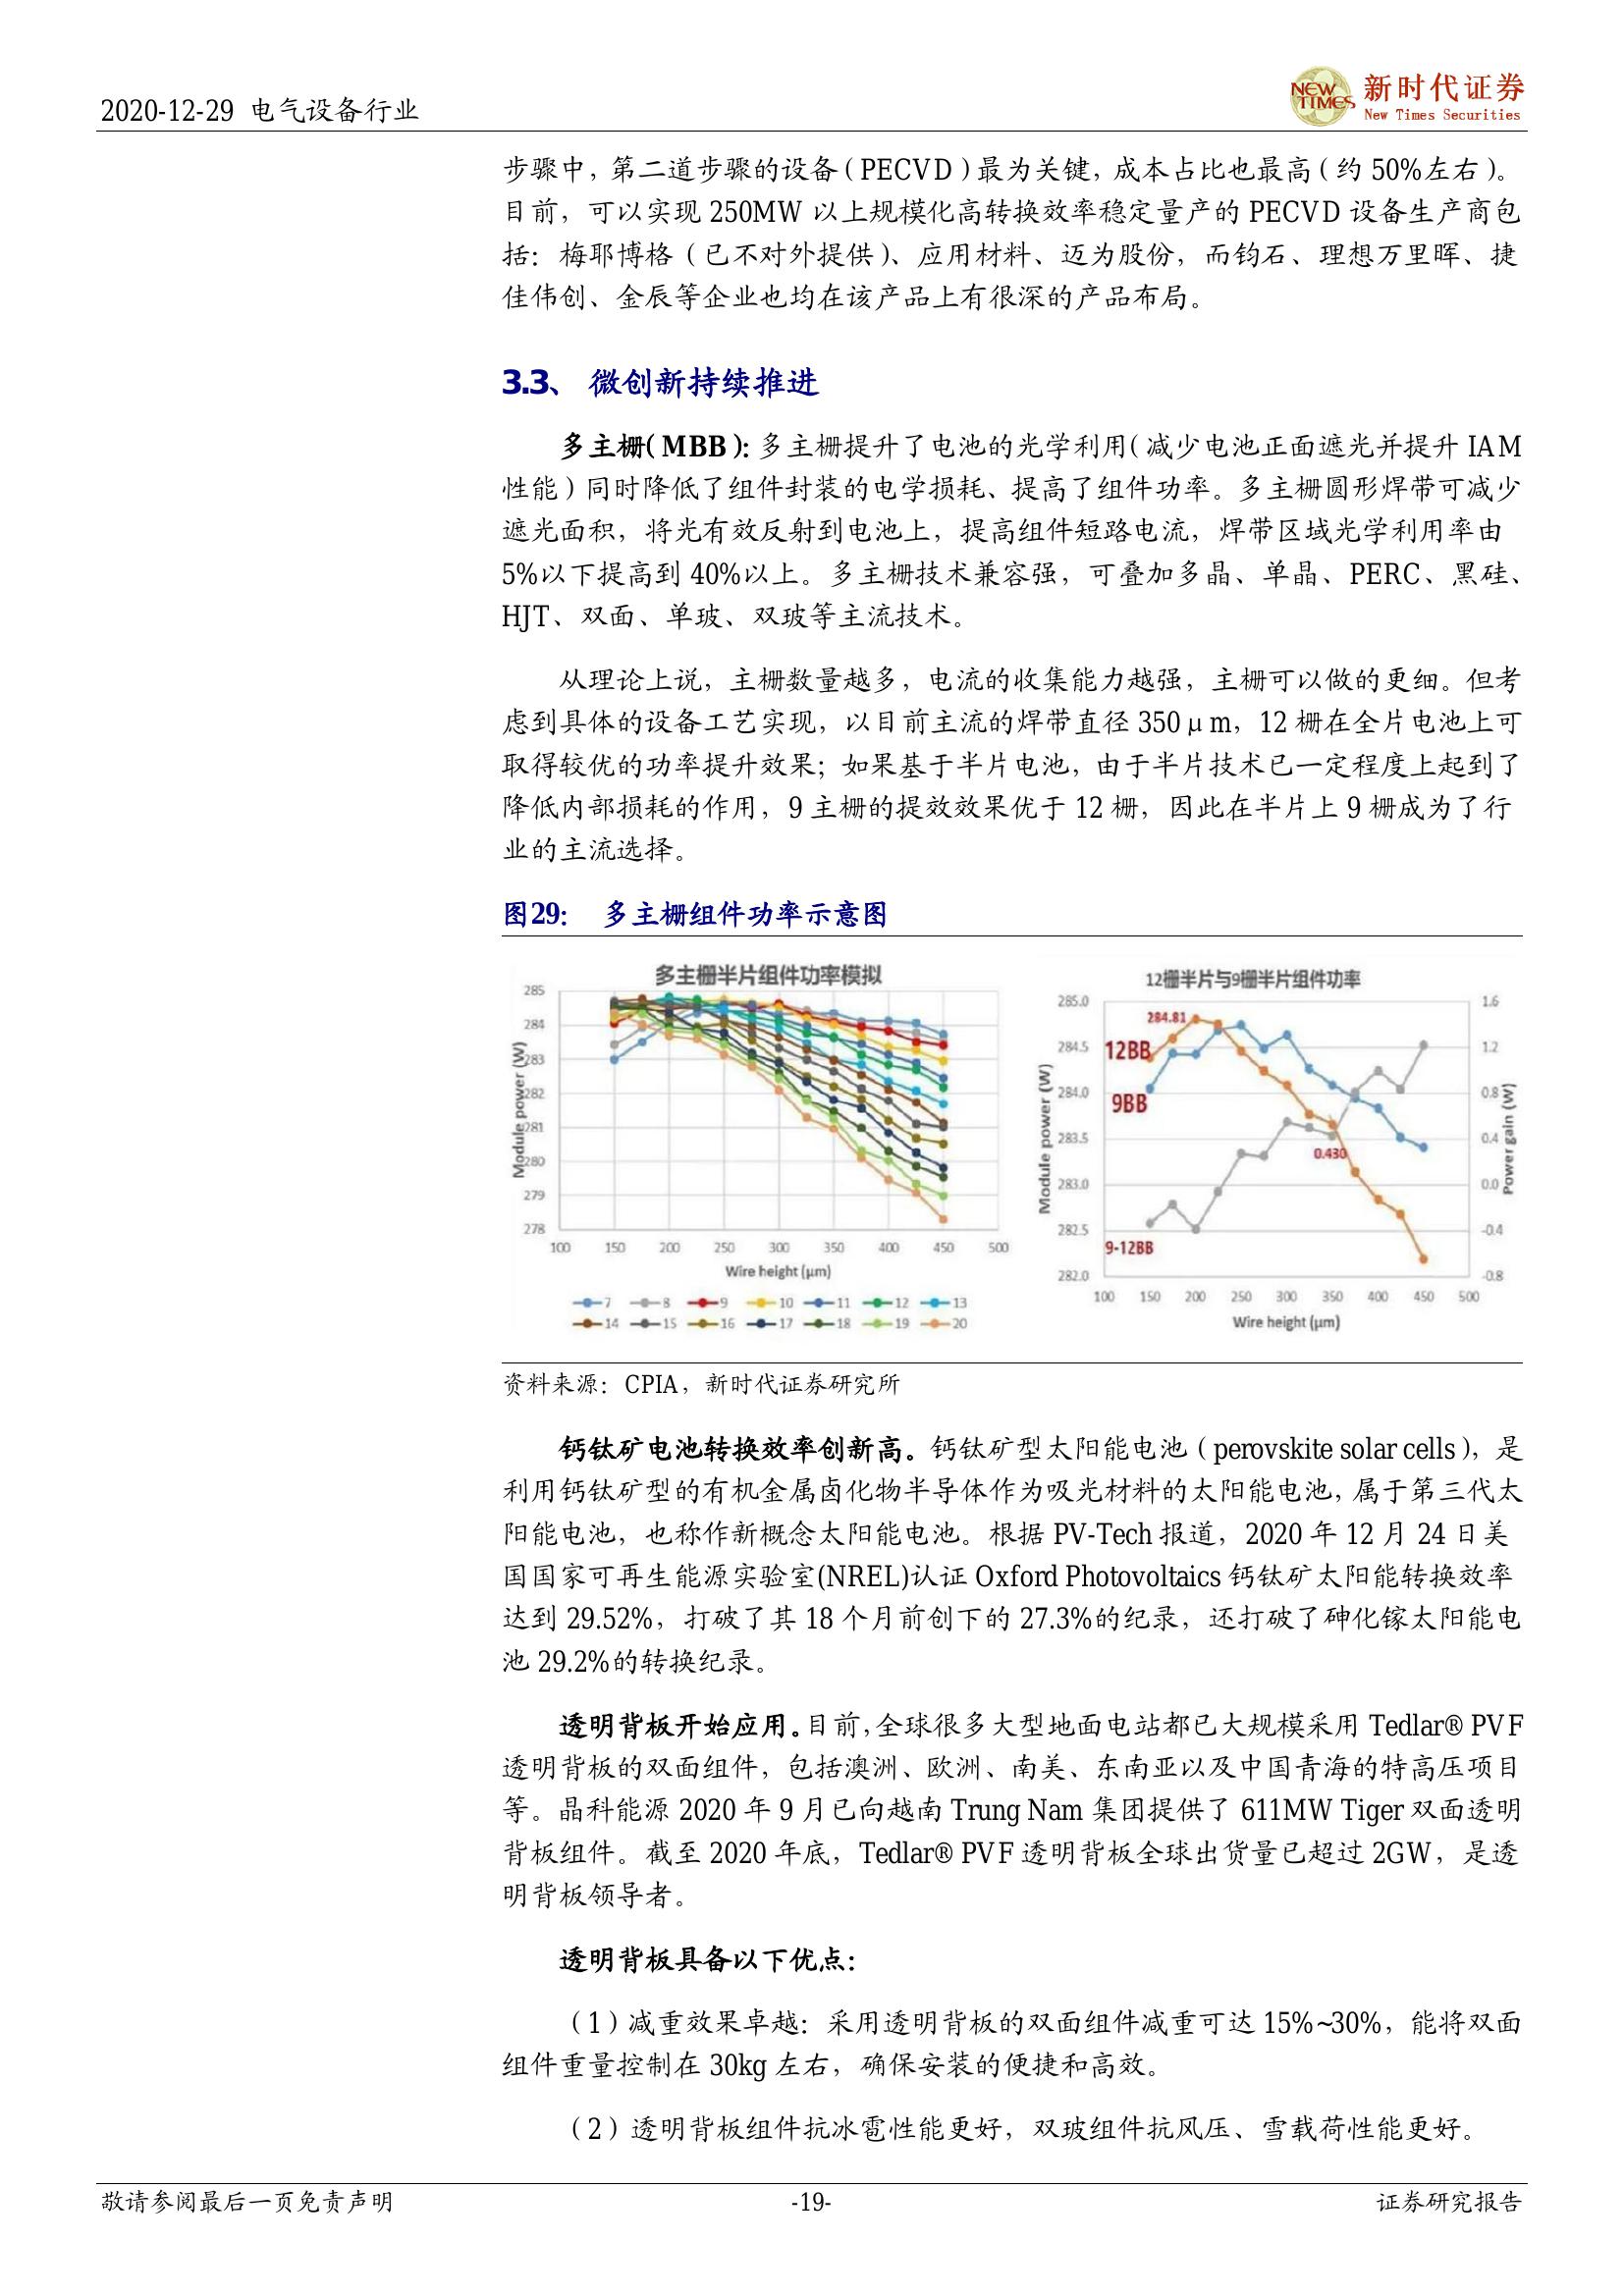 2020-12-29 电气设备行业
NEW TIMES
新时代证券
New Times Securities
步骤中，第二道步骤的设备（PECVD）最为关键，成本占比也最高（约 50%左右）。
目前，可以实现 250MW 以上规模化高转换效率稳定量产的 PECVD 设备生产商包
括：梅耶博格（已不对外提供）、应用材料、迈为股份，而钧石、理想万里晖、捷
佳伟创、金辰等企业也均在该产品上有很深的产品布局。
3.3、 微创新持续推进
多主栅（MBB）：多主栅提升了电池的光学利用（减少电池正面遮光并提升 IAM
性能）同时降低了组件封装的电学损耗、提高了组件功率。多主栅圆形焊带可减少
遮光面积，将光有效反射到电池上，提高组件短路电流，焊带区域光学利用率由
5%以下提高到 40%以上。多主栅技术兼容强，可叠加多晶、单晶、PERC、黑硅、
HJT、双面、单玻、双玻等主流技术。
从理论上说，主栅数量越多，电流的收集能力越强，主栅可以做的更细。但考
虑到具体的设备工艺实现，以目前主流的焊带直径 350μm，12 栅在全片电池上可
取得较优的功率提升效果；如果基于半片电池，由于半片技术已一定程度上起到了
降低内部损耗的作用，9 主栅的提效效果优于 12 栅，因此在半片上 9 栅成为了行
业的主流选择。
图29： 多主栅组件功率示意图
多主栅半片组件功率模拟
Module power (W)
285
284
283
282
281
280
279
278
100 150 200 250 300 350 400 450 500
Wire height (μm)
7 8 9 10 11 12 13
14 15 16 17 18 19 20
12栅半片与9栅半片组件功率
Module power (W)
285.0
284.5
284.0
283.5
283.0
282.5
282.0
284.81
12BB
9BB
0.430
9-12BB
1.6
1.2
0.8
0.4
0.0
-0.4
-0.8
Power gain (W)
100 150 200 250 300 350 400 450 500
Wire height (μm)
资料来源：CPIA，新时代证券研究所
钙钛矿电池转换效率创新高。钙钛矿型太阳能电池（perovskite solar cells），是
利用钙钛矿型的有机金属卤化物半导体作为吸光材料的太阳能电池，属于第三代太
阳能电池，也称作新概念太阳能电池。根据 PV-Tech 报道，2020 年 12 月 24 日美
国国家可再生能源实验室(NREL)认证 Oxford Photovoltaics 钙钛矿太阳能转换效率
达到 29.52%，打破了其 18 个月前创下的 27.3%的纪录，还打破了砷化镓太阳能电
池 29.2%的转换纪录。
透明背板开始应用。目前，全球很多大型地面电站都已大规模采用 Tedlar® PVF
透明背板的双面组件，包括澳洲、欧洲、南美、东南亚以及中国青海的特高压项目
等。晶科能源 2020 年 9 月已向越南 Trung Nam 集团提供了 611MW Tiger 双面透明
背板组件。截至 2020 年底，Tedlar® PVF 透明背板全球出货量已超过 2GW，是透
明背板领导者。
透明背板具备以下优点：
（1）减重效果卓越：采用透明背板的双面组件减重可达 15%~30%，能将双面
组件重量控制在 30kg 左右，确保安装的便捷和高效。
（2）透明背板组件抗冰雹性能更好，双玻组件抗风压、雪载荷性能更好。
敬请参阅最后一页免责声明
-19-
证券研究报告